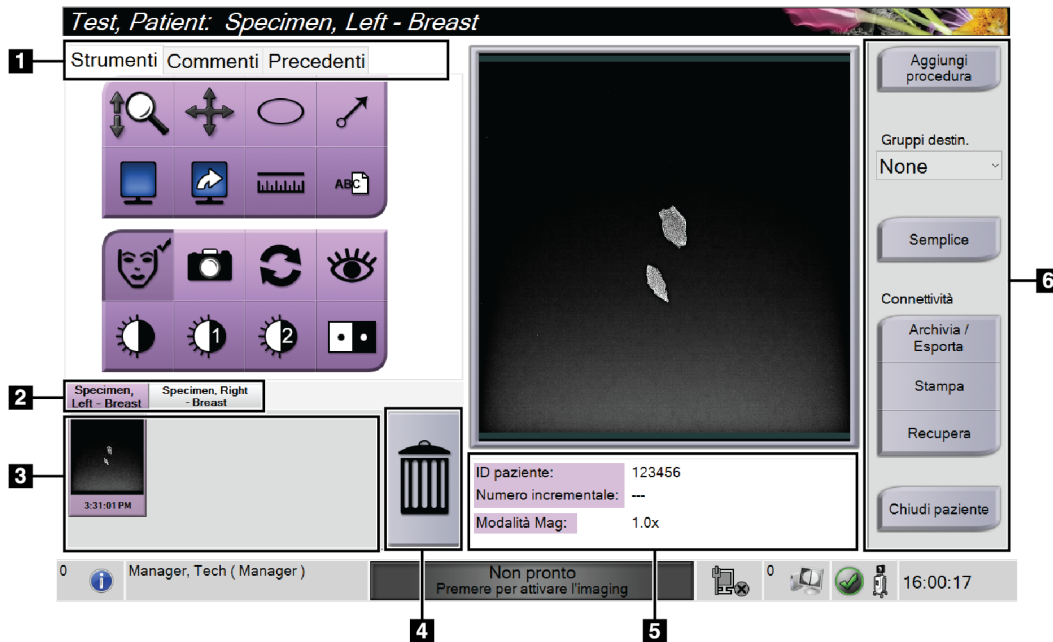 Test, Patient: Specimen, Left - Breast
1
Strumenti Commenti Precedenti
ABC
1
2
2
Specimen,
Left - Breast
Specimen, Right
- Breast
3
3:31:01 PM
4
ID paziente: 123456
Numero incrementale: ---
Modalità Mag: 1.0x
5
Aggiungi
procedura
Gruppi destin.
None
Semplice
Connettività
Archivia /
Esporta
Stampa
Recupera
Chiudi paziente
6
0
Manager, Tech ( Manager )
Non pronto
Premere per attivare l'imaging
0
16:00:17